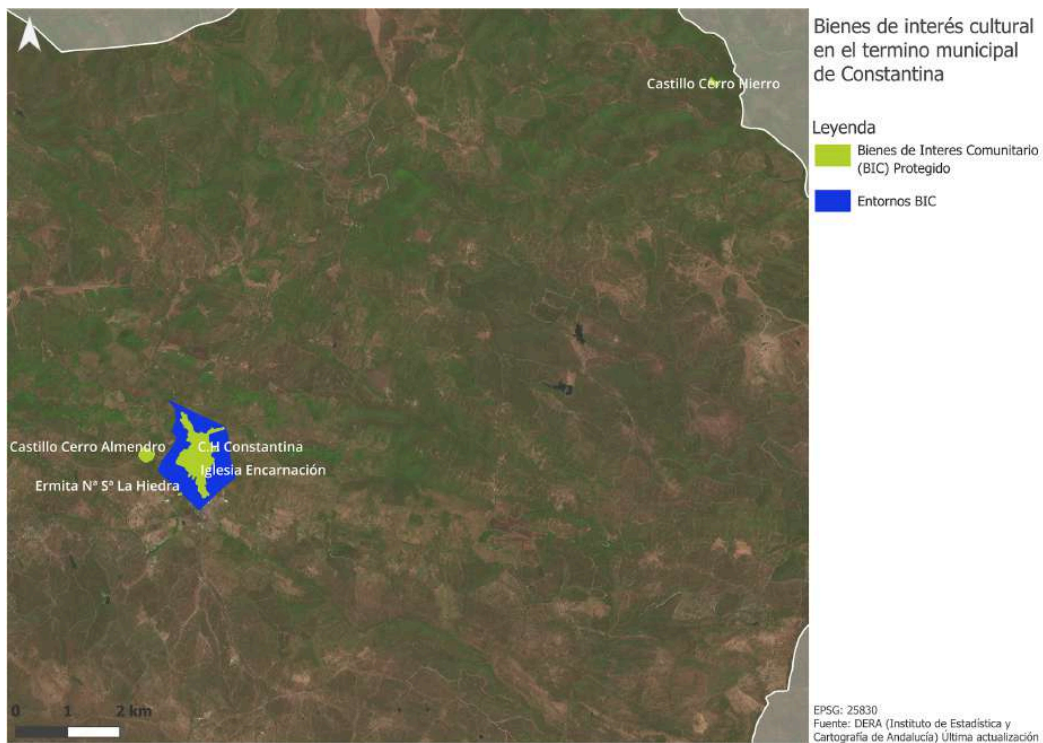 Bienes de interés cultural
en el termino municipal
de Constantina
Leyenda
Bienes de Interes Comunitario
(BIC) Protegido
Entornos BIC
Castillo Cerro Hierro
Castillo Cerro Almendro
C.H Constantina
Iglesia Encarnación
Ermita Nª Sª La Hiedra
0 1 2 km
EPSG: 25830
Fuente: DERA (Instituto de Estadística y
Cartografía de Andalucía) Última actualización